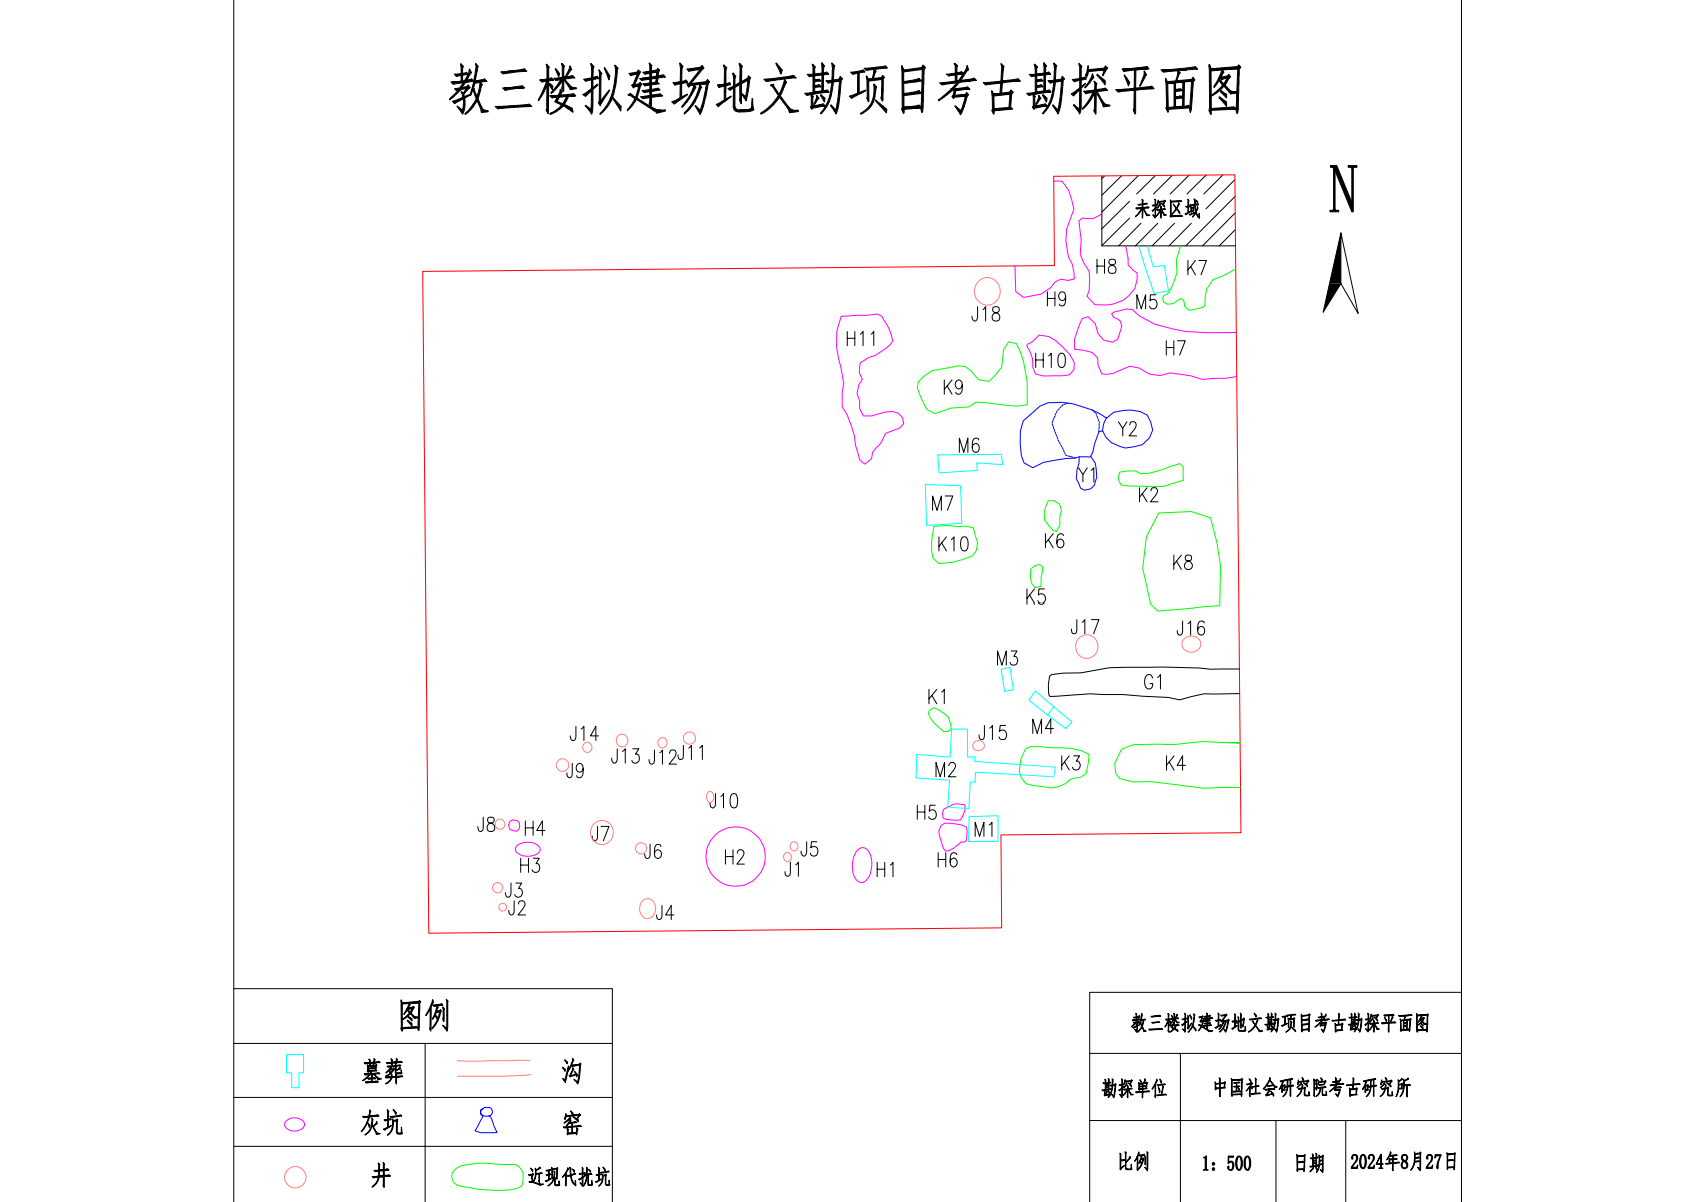 教三楼拟建场地文勘项目考古勘探平面图
N
未探区域
H8
K7
H9
M5
J18
H11
H7
H10
K9
Y2
M6
Y1
K2
M7
K6
K10
K8
K5
J17
J16
M3
G1
K1
M4
J15
J14
J13
J12
J11
J9
M2
K3
K4
J10
H5
J8
H4
J7
M1
J6
J5
H2
H6
H3
J1
H1
J3
J2
J4
图例
墓葬
沟
灰坑
窑
井
近现代扰坑
教三楼拟建场地文勘项目考古勘探平面图
勘探单位
中国社会研究院考古研究所
比例
1: 500
日期
2024年8月27日